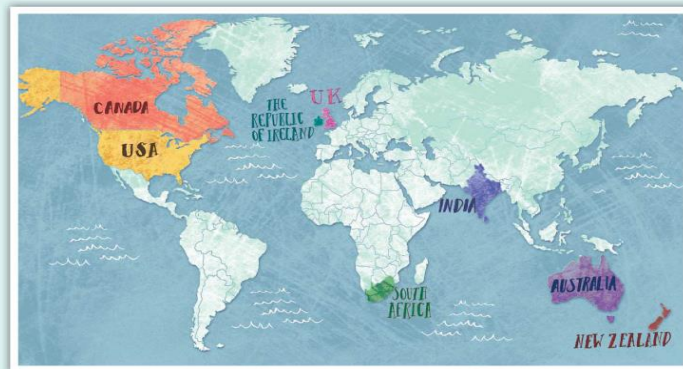 CANADA
USA
UK
THE
REPUBLIC
OF IRELAND
INDIA
SOUTH
AFRICA
AUSTRALIA
NEW ZEALAND